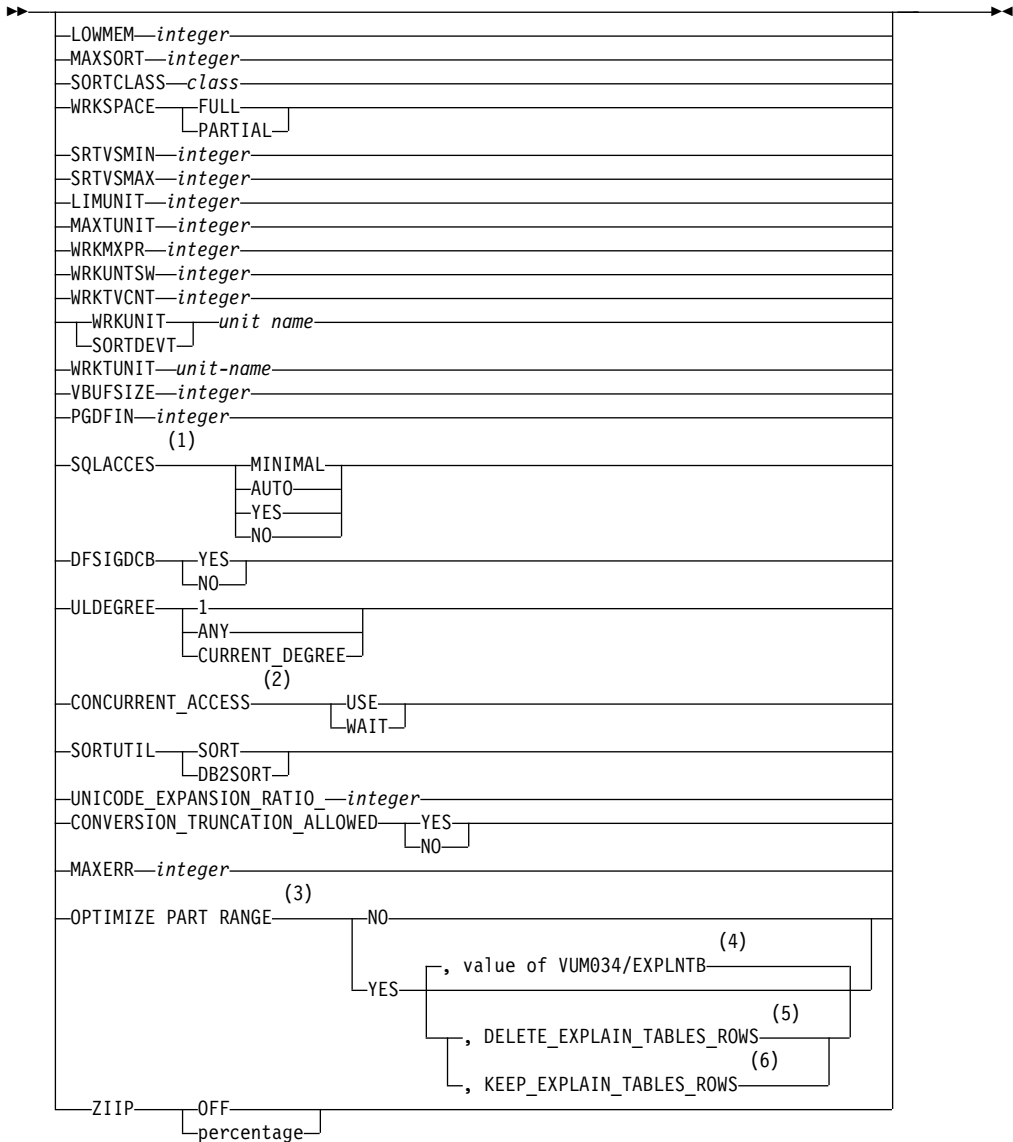 LOWMEM integer
MAXSORT integer
SORTCLASS class
WRKSPACE FULL
PARTIAL
SRTVSMIN integer
SRTVSMAX integer
LIMUNIT integer
MAXTUNIT integer
WRKMXPR integer
WRKUNTSW integer
WRKTVCNT integer
WRKUNIT unit name
SORTDEVT
WRKTUNIT unit-name
VBUFSIZE integer
PGDFIN integer
(1)
SQLACCES MINIMAL
AUTO
YES
NO
DFSIGDCB YES
NO
ULDEGREE 1
ANY
CURRENT_DEGREE
(2)
CONCURRENT_ACCESS USE
WAIT
SORTUTIL SORT
DB2SORT
UNICODE_EXPANSION_RATIO_ integer
CONVERSION_TRUNCATION_ALLOWED YES
NO
MAXERR integer
(3)
OPTIMIZE PART RANGE NO
(4)
, value of VUM034/EXPLNTB
YES
(5)
, DELETE_EXPLAIN_TABLES_ROWS
(6)
, KEEP_EXPLAIN_TABLES_ROWS
ZIIP OFF
percentage